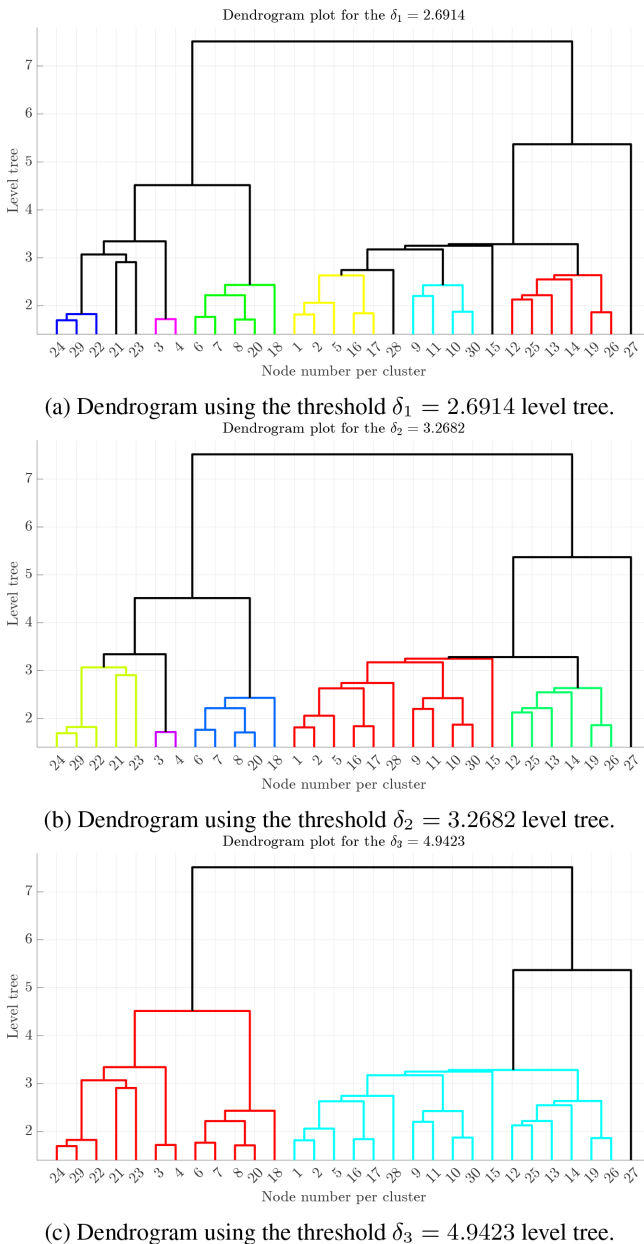 Dendrogram plot for the δ₁ = 2.6914
7
6
5
4
3
2
Level tree
24 29 22 21 23 3 4 6 7 8 20 18 1 2 5 16 17 28 9 11 10 30 15 12 25 13 14 19 26 27
Node number per cluster
(a) Dendrogram using the threshold δ₁ = 2.6914 level tree.
Dendrogram plot for the δ₂ = 3.2682
7
6
5
4
3
2
Level tree
24 29 22 21 23 3 4 6 7 8 20 18 1 2 5 16 17 28 9 11 10 30 15 12 25 13 14 19 26 27
Node number per cluster
(b) Dendrogram using the threshold δ₂ = 3.2682 level tree.
Dendrogram plot for the δ₃ = 4.9423
7
6
5
4
3
2
Level tree
24 29 22 21 23 3 4 6 7 8 20 18 1 2 5 16 17 28 9 11 10 30 15 12 25 13 14 19 26 27
Node number per cluster
(c) Dendrogram using the threshold δ₃ = 4.9423 level tree.